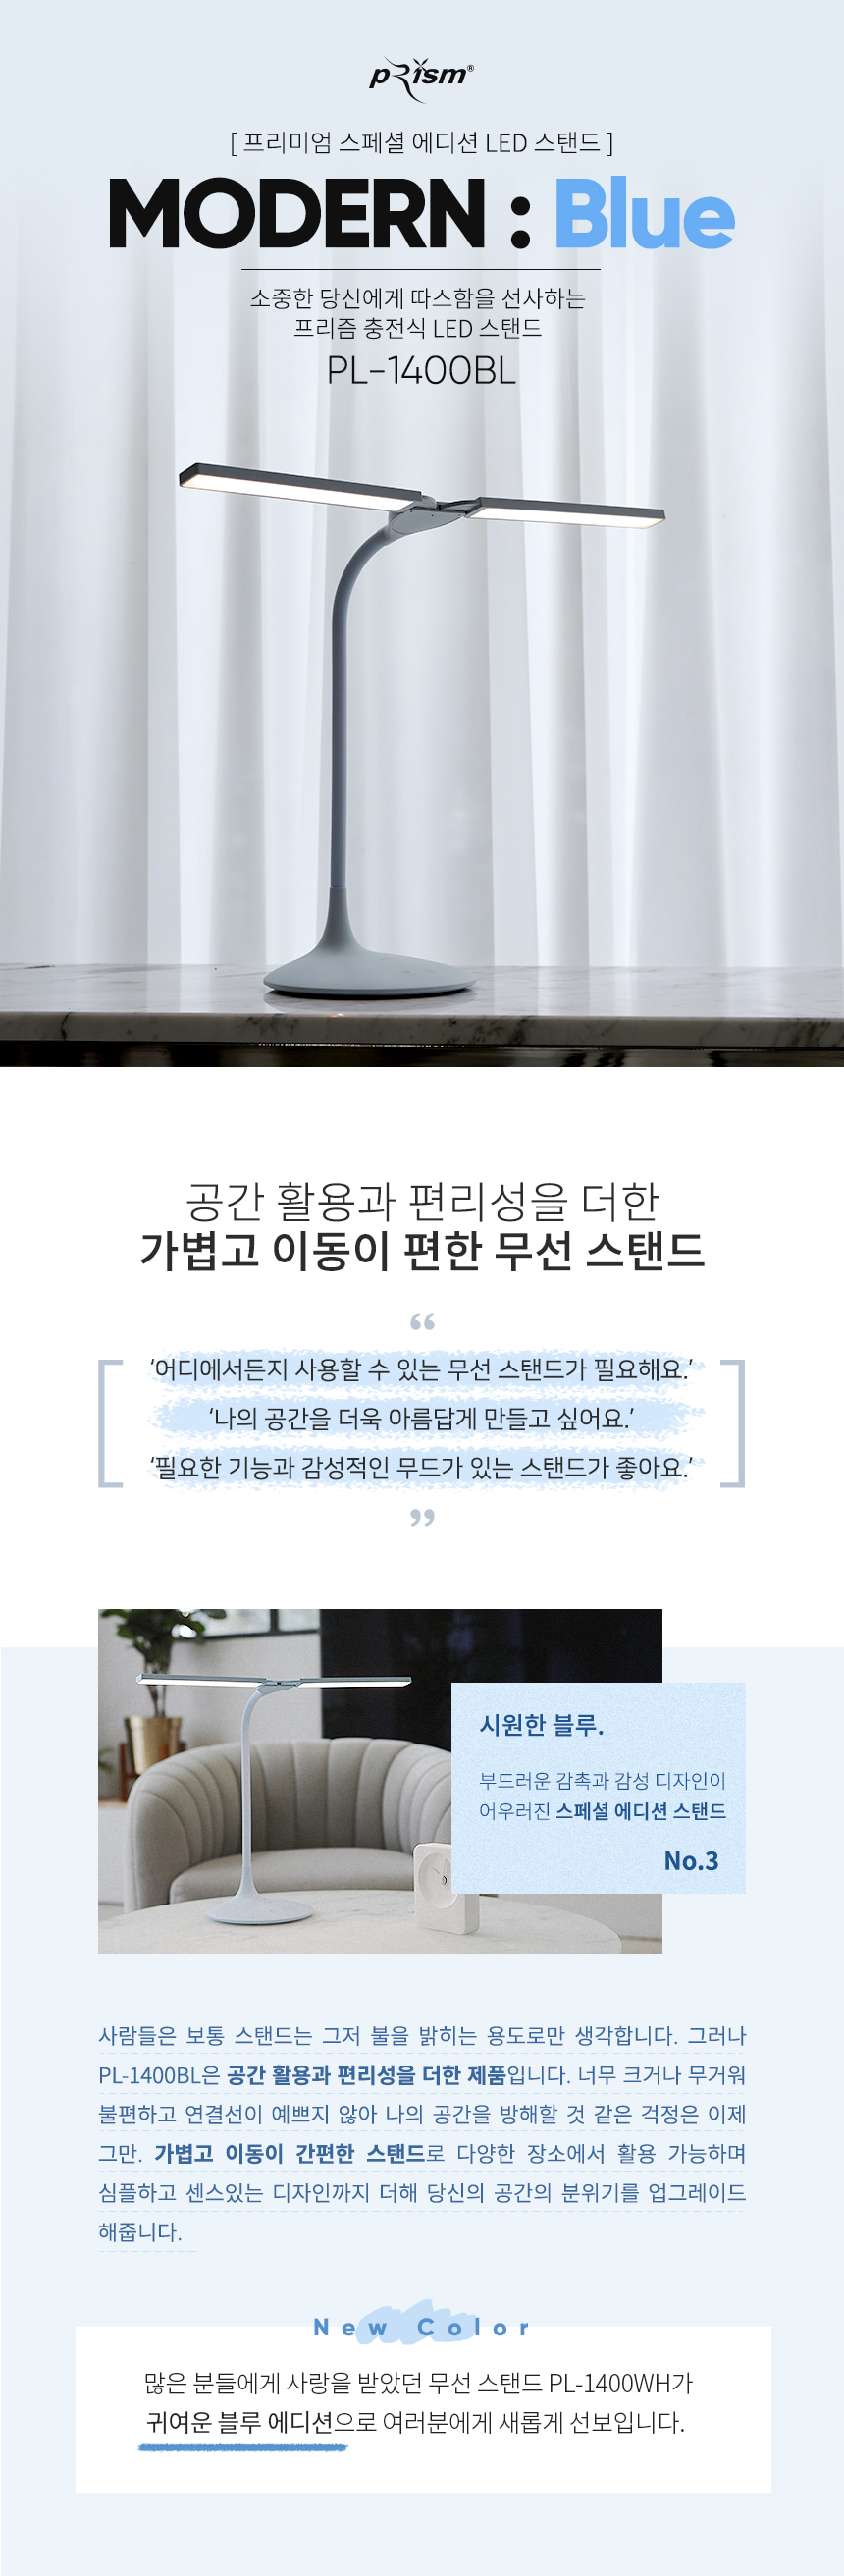 prism®
[ 프리미엄 스페셜 에디션 LED 스탠드 ]
MODERN : Blue
소중한 당신에게 따스함을 선사하는
프리즘 충전식 LED 스탠드
PL-1400BL
공간 활용과 편리성을 더한
가볍고 이동이 편한 무선 스탠드
“
‘어디에서든지 사용할 수 있는 무선 스탠드가 필요해요.’
‘나의 공간을 더욱 아름답게 만들고 싶어요.’
‘필요한 기능과 감성적인 무드가 있는 스탠드가 좋아요.’
”
시원한 블루.
부드러운 감촉과 감성 디자인이
어우러진 스페셜 에디션 스탠드
No.3
사람들은 보통 스탠드는 그저 불을 밝히는 용도로만 생각합니다. 그러나
PL-1400BL은 공간 활용과 편리성을 더한 제품입니다. 너무 크거나 무거워
불편하고 연결선이 예쁘지 않아 나의 공간을 방해할 것 같은 걱정은 이제
그만. 가볍고 이동이 간편한 스탠드로 다양한 장소에서 활용 가능하며
심플하고 센스있는 디자인까지 더해 당신의 공간의 분위기를 업그레이드
해줍니다.
New Color
많은 분들에게 사랑을 받았던 무선 스탠드 PL-1400WH가
귀여운 블루 에디션으로 여러분에게 새롭게 선보입니다.